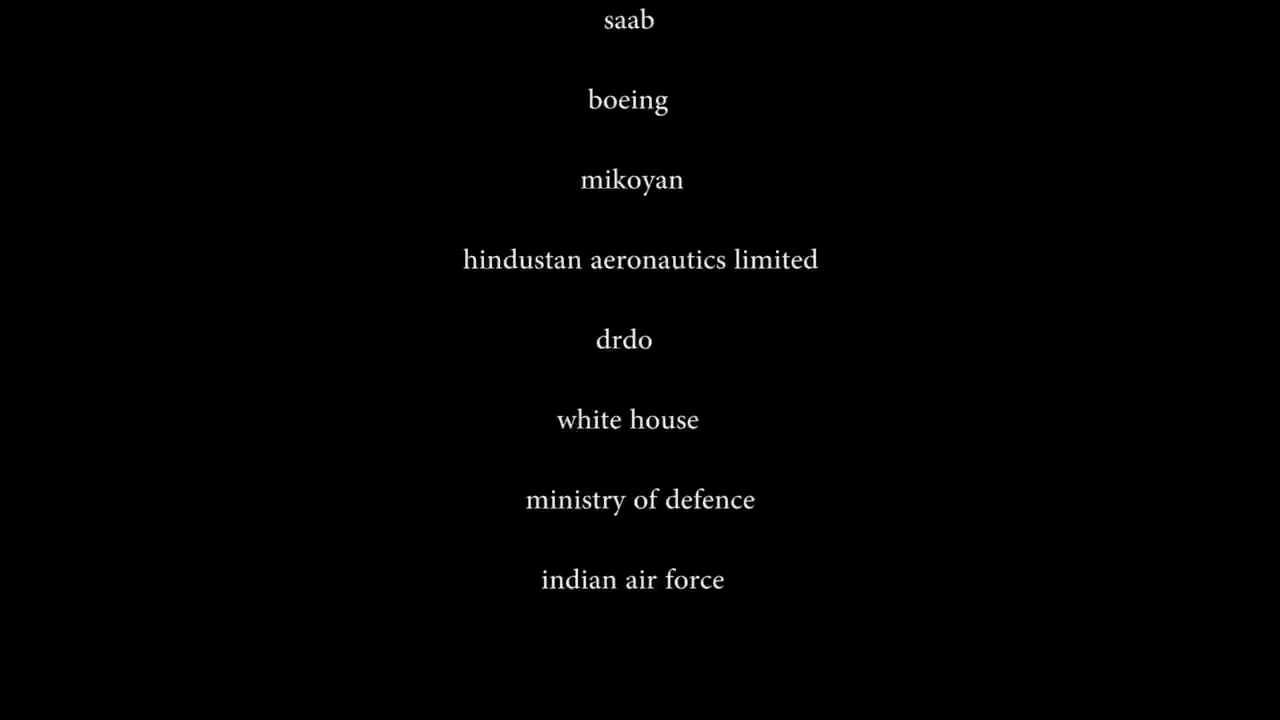 saab
boeing
mikoyan
hindustan aeronautics limited
drdo
white house
ministry of defence
indian air force